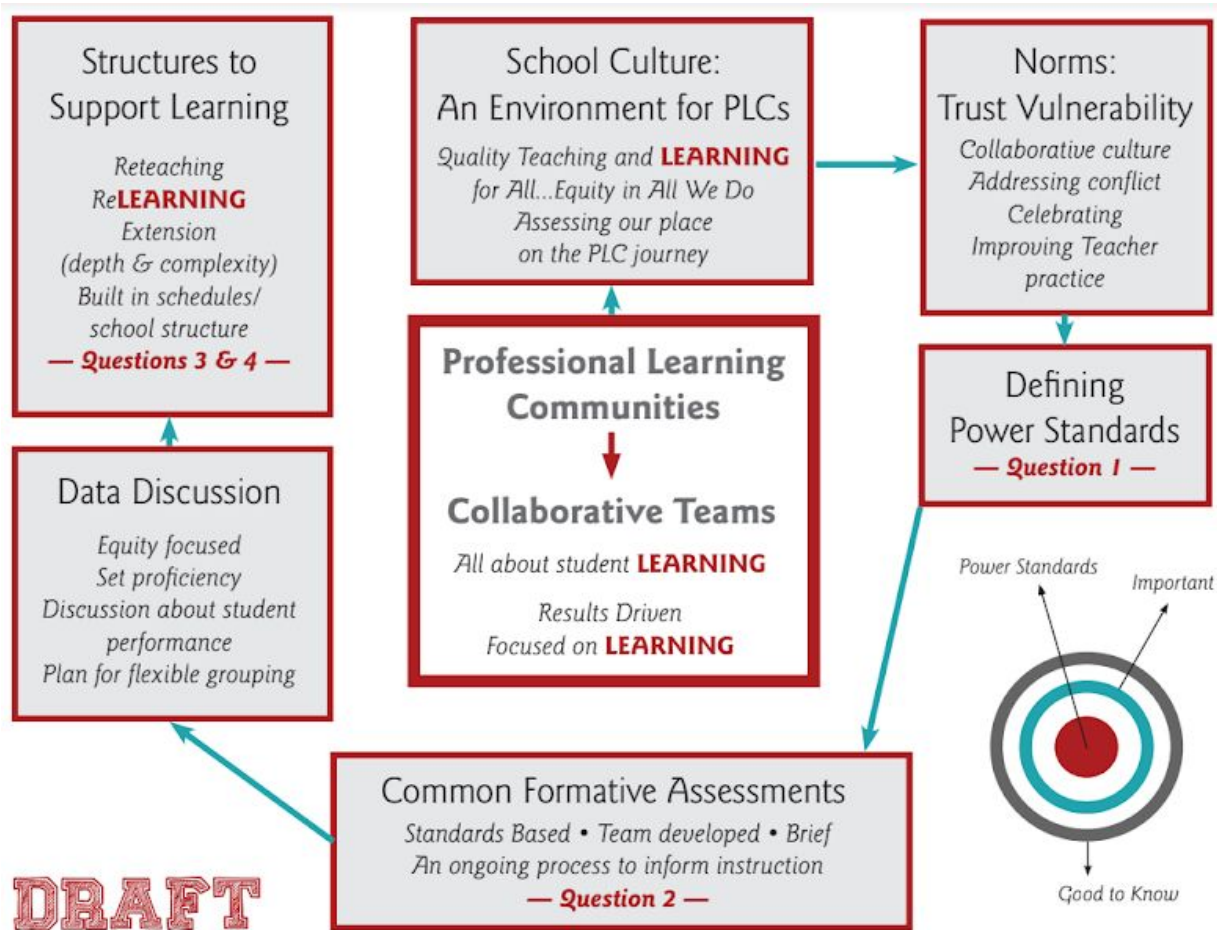 Structures to
Support Learning
Reteaching
ReLEARNING
Extension
(depth & complexity)
Built in schedules/
school structure
— Questions 3 & 4 —
School Culture:
An Environment for PLCs
Quality Teaching and LEARNING
for All...Equity in All We Do
Assessing our place
on the PLC journey
Norms:
Trust Vulnerability
Collaborative culture
Addressing conflict
Celebrating
Improving Teacher
practice
Professional Learning
Communities
Collaborative Teams
All about student LEARNING
Results Driven
Focused on LEARNING
Defining
Power Standards
— Question 1 —
Data Discussion
Equity focused
Set proficiency
Discussion about student
performance
Plan for flexible grouping
Power Standards
Important
Good to Know
Common Formative Assessments
Standards Based • Team developed • Brief
An ongoing process to inform instruction
— Question 2 —
DRAFT